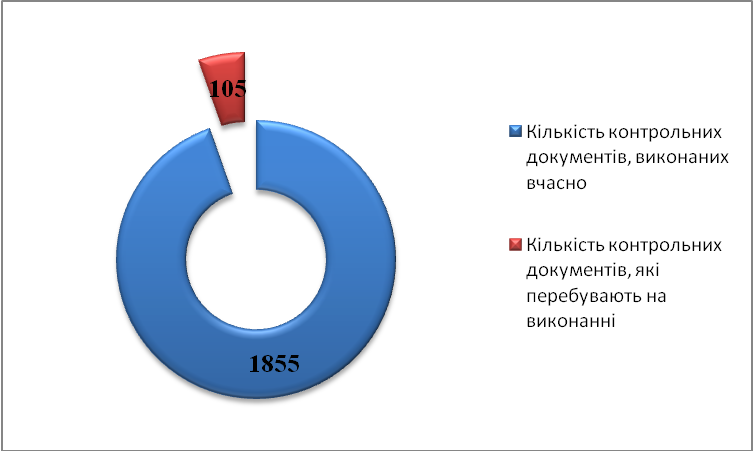 105
1855
Кількість контрольних
документів, виконаних
вчасно
Кількість контрольних
документів, які
перебувають на
виконанні